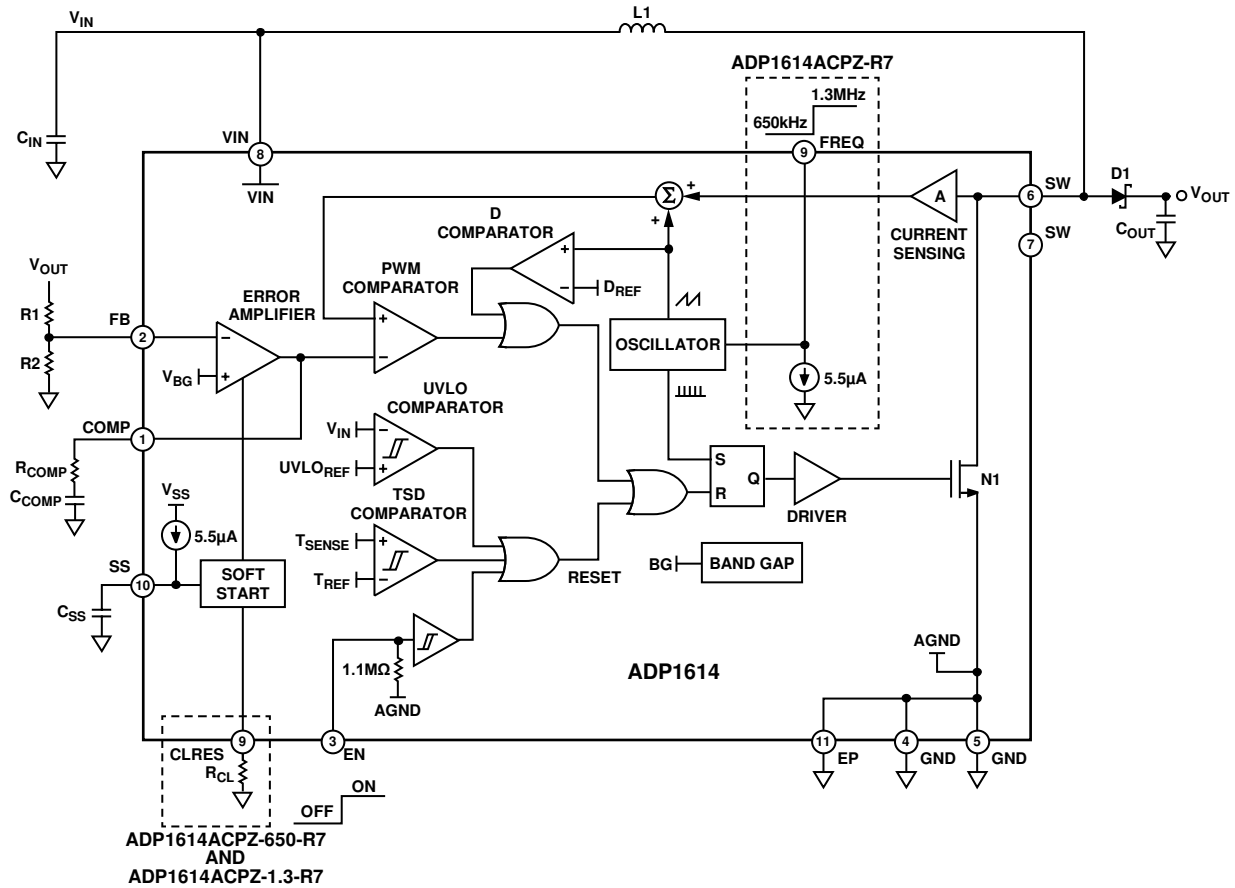 L1
VIN
ADP1614ACPZ-R7
1.3MHz
650kHz
CIN
VIN
8
VIN
9
FREQ
Σ
+
+
A
CURRENT
SENSING
6
SW
D1
VOUT
COUT
7
SW
D
COMPARATOR
+
–
DREF
PWM
COMPARATOR
+
–
VOUT
R1
R2
FB
2
ERROR
AMPLIFIER
–
+
VBG
OSCILLATOR
5.5µA
UVLO
COMPARATOR
VIN
–
UVLOREF
+
COMP
1
RCOMP
CCOMP
VSS
5.5µA
TSD
COMPARATOR
TSENSE
+
TREF
–
S
R
Q
DRIVER
N1
SS
10
CSS
SOFT
START
RESET
BG
BAND GAP
1.1MΩ
AGND
ADP1614
AGND
CLRES
9
RCL
3
EN
11
EP
4
GND
5
GND
OFF
ON
ADP1614ACPZ-650-R7
AND
ADP1614ACPZ-1.3-R7